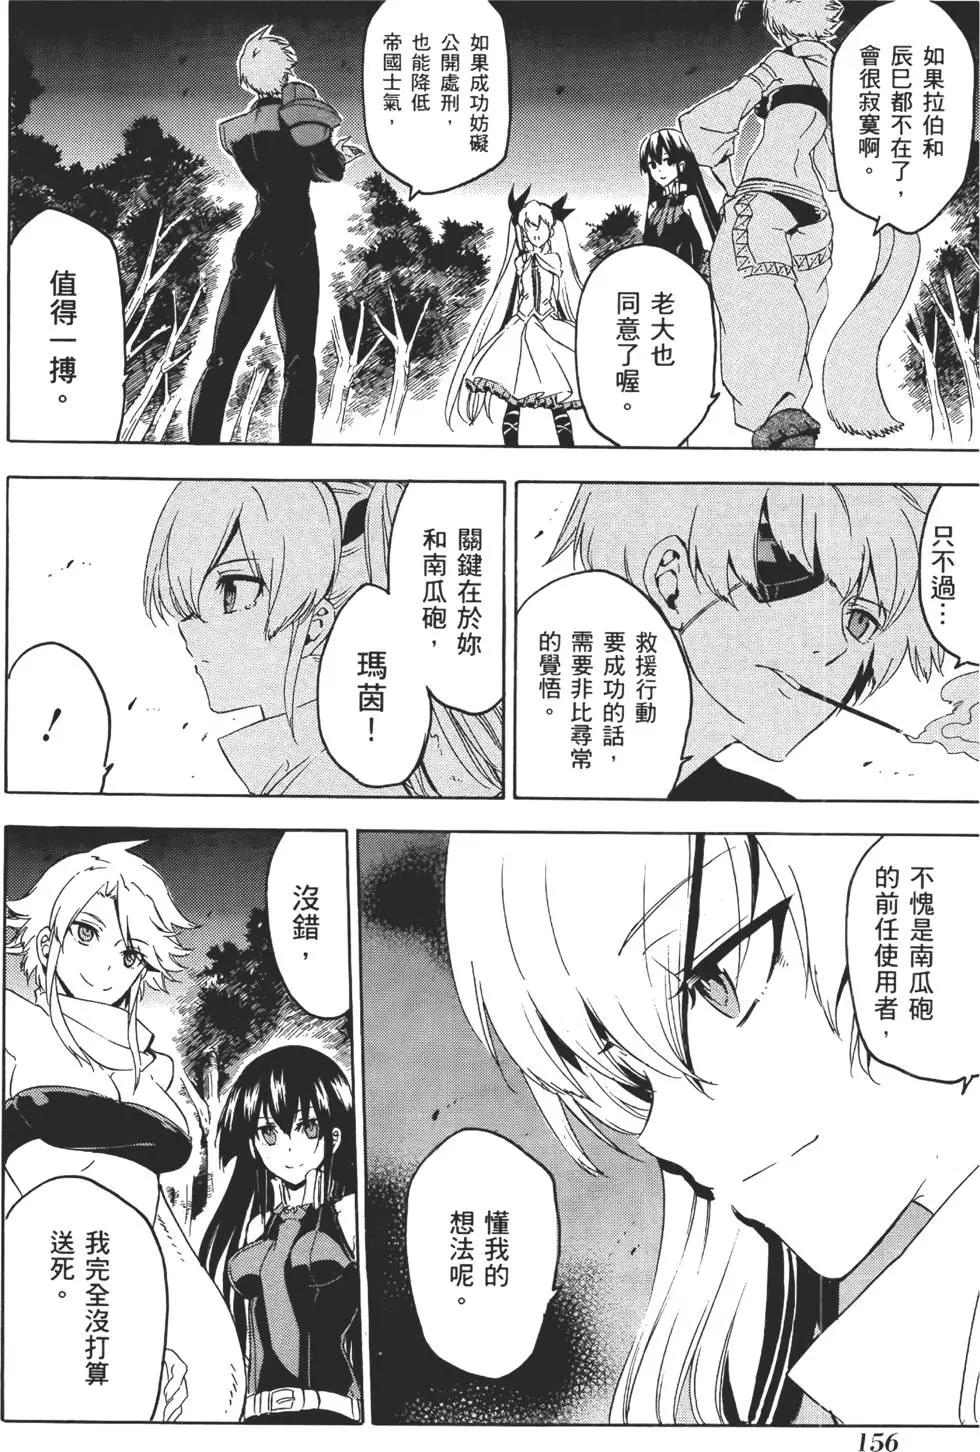 如果拉伯和
辰巳都不在了，
會很寂寞啊。
老大也
同意了喔。
如果成功妨礙
公開處刑，
也能降低
帝國士氣，
值得一搏。
只不過…
救援行動
要成功的話，
需要非比尋常
的覺悟。
關鍵在於妳
和南瓜砲，
瑪茵！
！
不愧是南瓜砲
的前任使用者，
懂我的
想法呢。
沒錯，
我完全沒打算
送死。
156